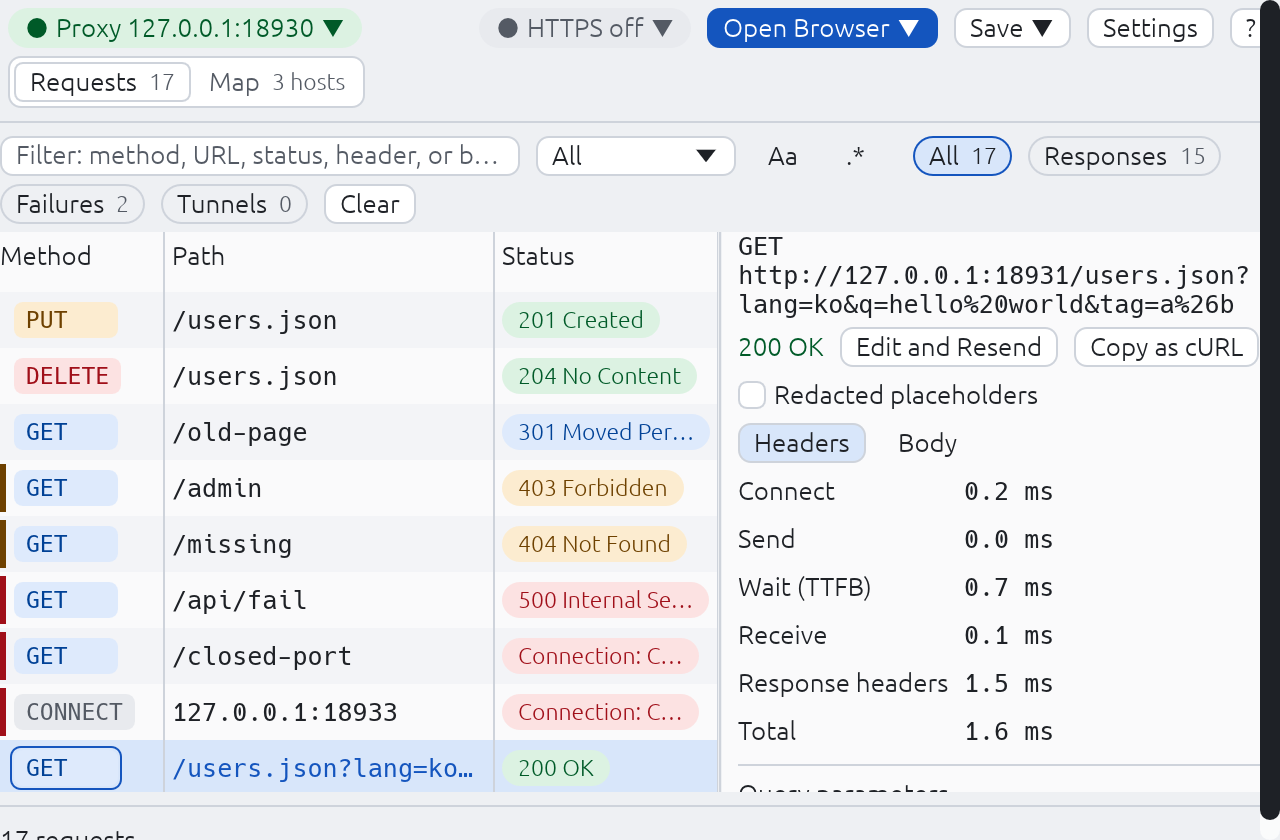 Proxy 127.0.0.1:18930 ▼
HTTPS off ▼
Open Browser ▼
Save ▼
Settings
?
Requests 17
Map 3 hosts
Filter: method, URL, status, header, or b…
All ▼
Aa
.*
All 17
Responses 15
Failures 2
Tunnels 0
Clear
Method Path Status
PUT /users.json 201 Created
DELETE /users.json 204 No Content
GET /old-page 301 Moved Per…
GET /admin 403 Forbidden
GET /missing 404 Not Found
GET /api/fail 500 Internal Se…
GET /closed-port Connection: C…
CONNECT 127.0.0.1:18933 Connection: C…
GET /users.json?lang=ko… 200 OK
GET
http://127.0.0.1:18931/users.json?
lang=ko&q=hello%20world&tag=a%26b
200 OK
Edit and Resend
Copy as cURL
Redacted placeholders
Headers
Body
Connect 0.2 ms
Send 0.0 ms
Wait (TTFB) 0.7 ms
Receive 0.1 ms
Response headers 1.5 ms
Total 1.6 ms
Query parameters
17 requests